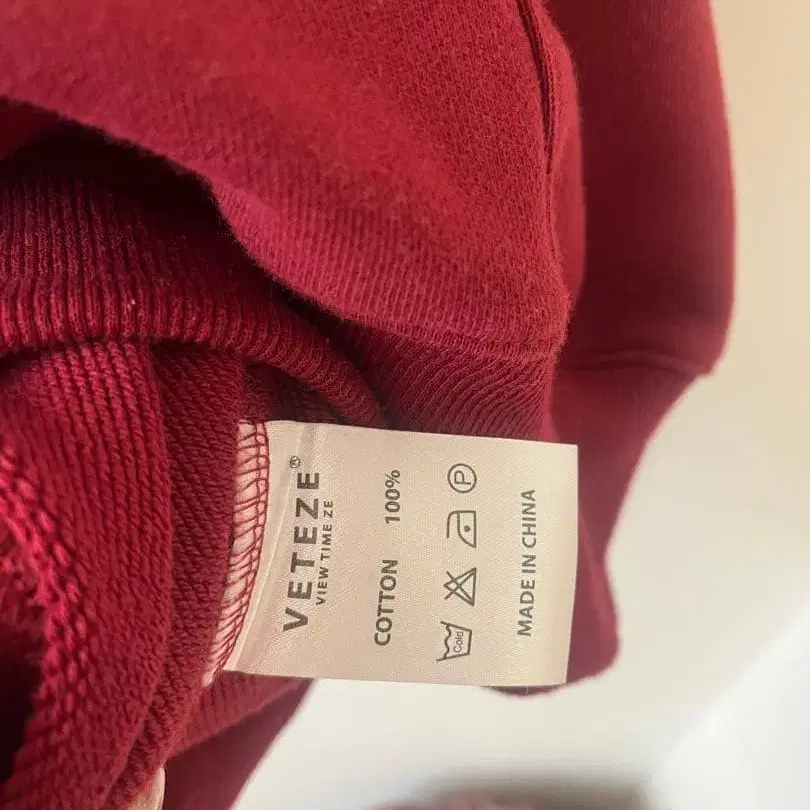 VETEZE®
VIEW TIME ZE
COTTON 100%
Cold P
MADE IN CHINA